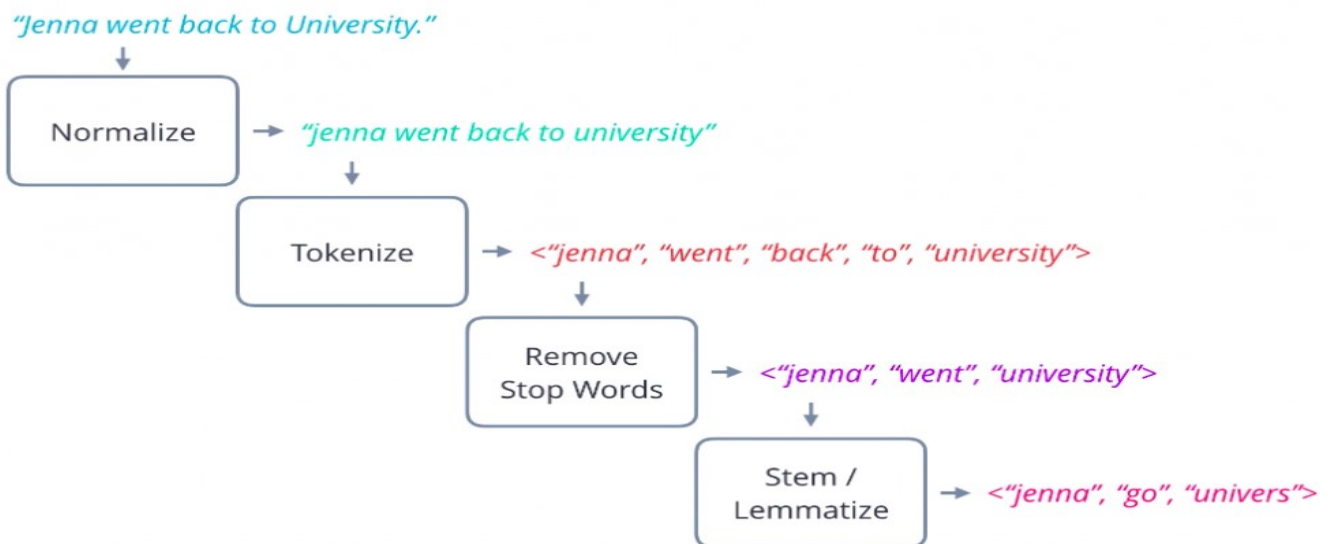 “Jenna went back to University.”
Normalize
“jenna went back to university”
Tokenize
<“jenna”, “went”, “back”, “to”, “university”>
Remove
Stop Words
<“jenna”, “went”, “university”>
Stem /
Lemmatize
<“jenna”, “go”, “univers”>